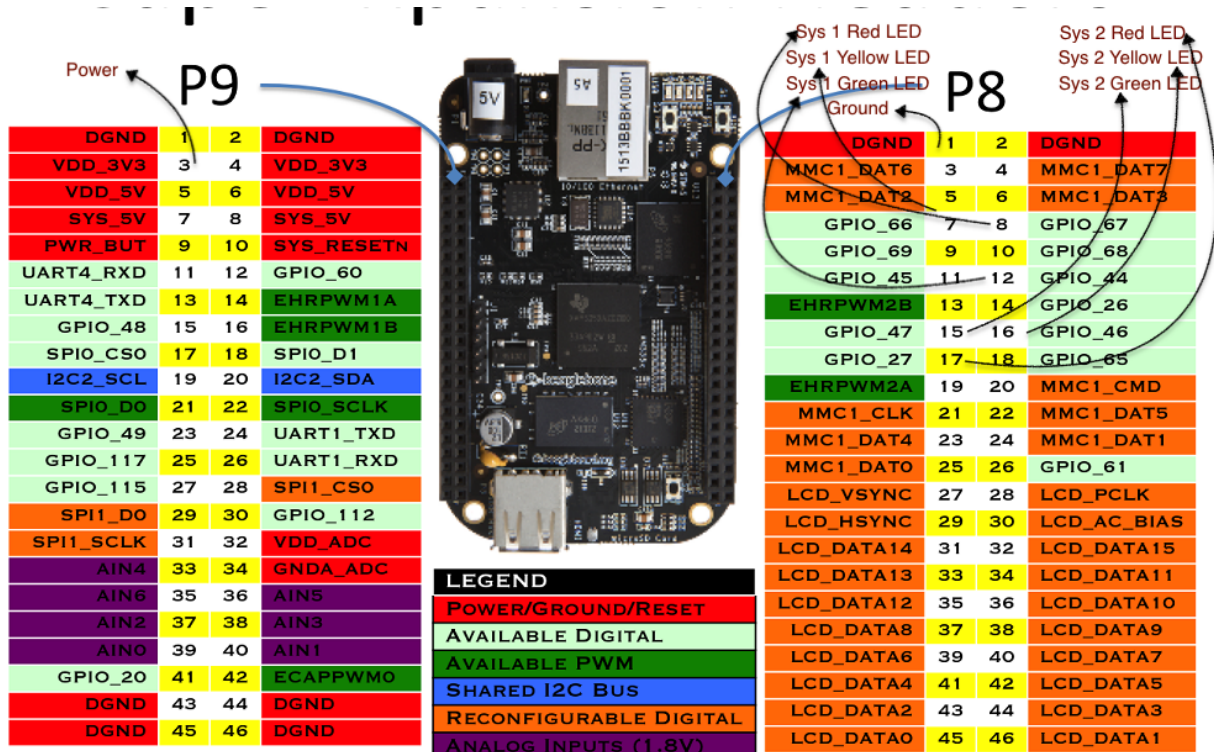 Sys 1 Red LED
Sys 2 Red LED
Sys 1 Yellow LED
Sys 2 Yellow LED
Sys 1 Green LED
Sys 2 Green LED
Power
Ground
P9
P8
5V
A5
1513BBBK0001
10/100 Ethernet
beaglebone
microSD Card
DGND 1 2 DGND
VDD_3V3 3 4 VDD_3V3
VDD_5V 5 6 VDD_5V
SYS_5V 7 8 SYS_5V
PWR_BUT 9 10 SYS_RESETN
UART4_RXD 11 12 GPIO_60
UART4_TXD 13 14 EHRPWM1A
GPIO_48 15 16 EHRPWM1B
SPI0_CS0 17 18 SPI0_D1
I2C2_SCL 19 20 I2C2_SDA
SPI0_D0 21 22 SPI0_SCLK
GPIO_49 23 24 UART1_TXD
GPIO_117 25 26 UART1_RXD
GPIO_115 27 28 SPI1_CS0
SPI1_D0 29 30 GPIO_112
SPI1_SCLK 31 32 VDD_ADC
AIN4 33 34 GNDA_ADC
AIN6 35 36 AIN5
AIN2 37 38 AIN3
AIN0 39 40 AIN1
GPIO_20 41 42 ECAPPWM0
DGND 43 44 DGND
DGND 45 46 DGND
LEGEND
POWER/GROUND/RESET
AVAILABLE DIGITAL
AVAILABLE PWM
SHARED I2C BUS
RECONFIGURABLE DIGITAL
ANALOG INPUTS (1.8V)
DGND 1 2 DGND
MMC1_DAT6 3 4 MMC1_DAT7
MMC1_DAT2 5 6 MMC1_DAT3
GPIO_66 7 8 GPIO_67
GPIO_69 9 10 GPIO_68
GPIO_45 11 12 GPIO_44
EHRPWM2B 13 14 GPIO_26
GPIO_47 15 16 GPIO_46
GPIO_27 17 18 GPIO_65
EHRPWM2A 19 20 MMC1_CMD
MMC1_CLK 21 22 MMC1_DAT5
MMC1_DAT4 23 24 MMC1_DAT1
MMC1_DAT0 25 26 GPIO_61
LCD_VSYNC 27 28 LCD_PCLK
LCD_HSYNC 29 30 LCD_AC_BIAS
LCD_DATA14 31 32 LCD_DATA15
LCD_DATA13 33 34 LCD_DATA11
LCD_DATA12 35 36 LCD_DATA10
LCD_DATA8 37 38 LCD_DATA9
LCD_DATA6 39 40 LCD_DATA7
LCD_DATA4 41 42 LCD_DATA5
LCD_DATA2 43 44 LCD_DATA3
LCD_DATA0 45 46 LCD_DATA1